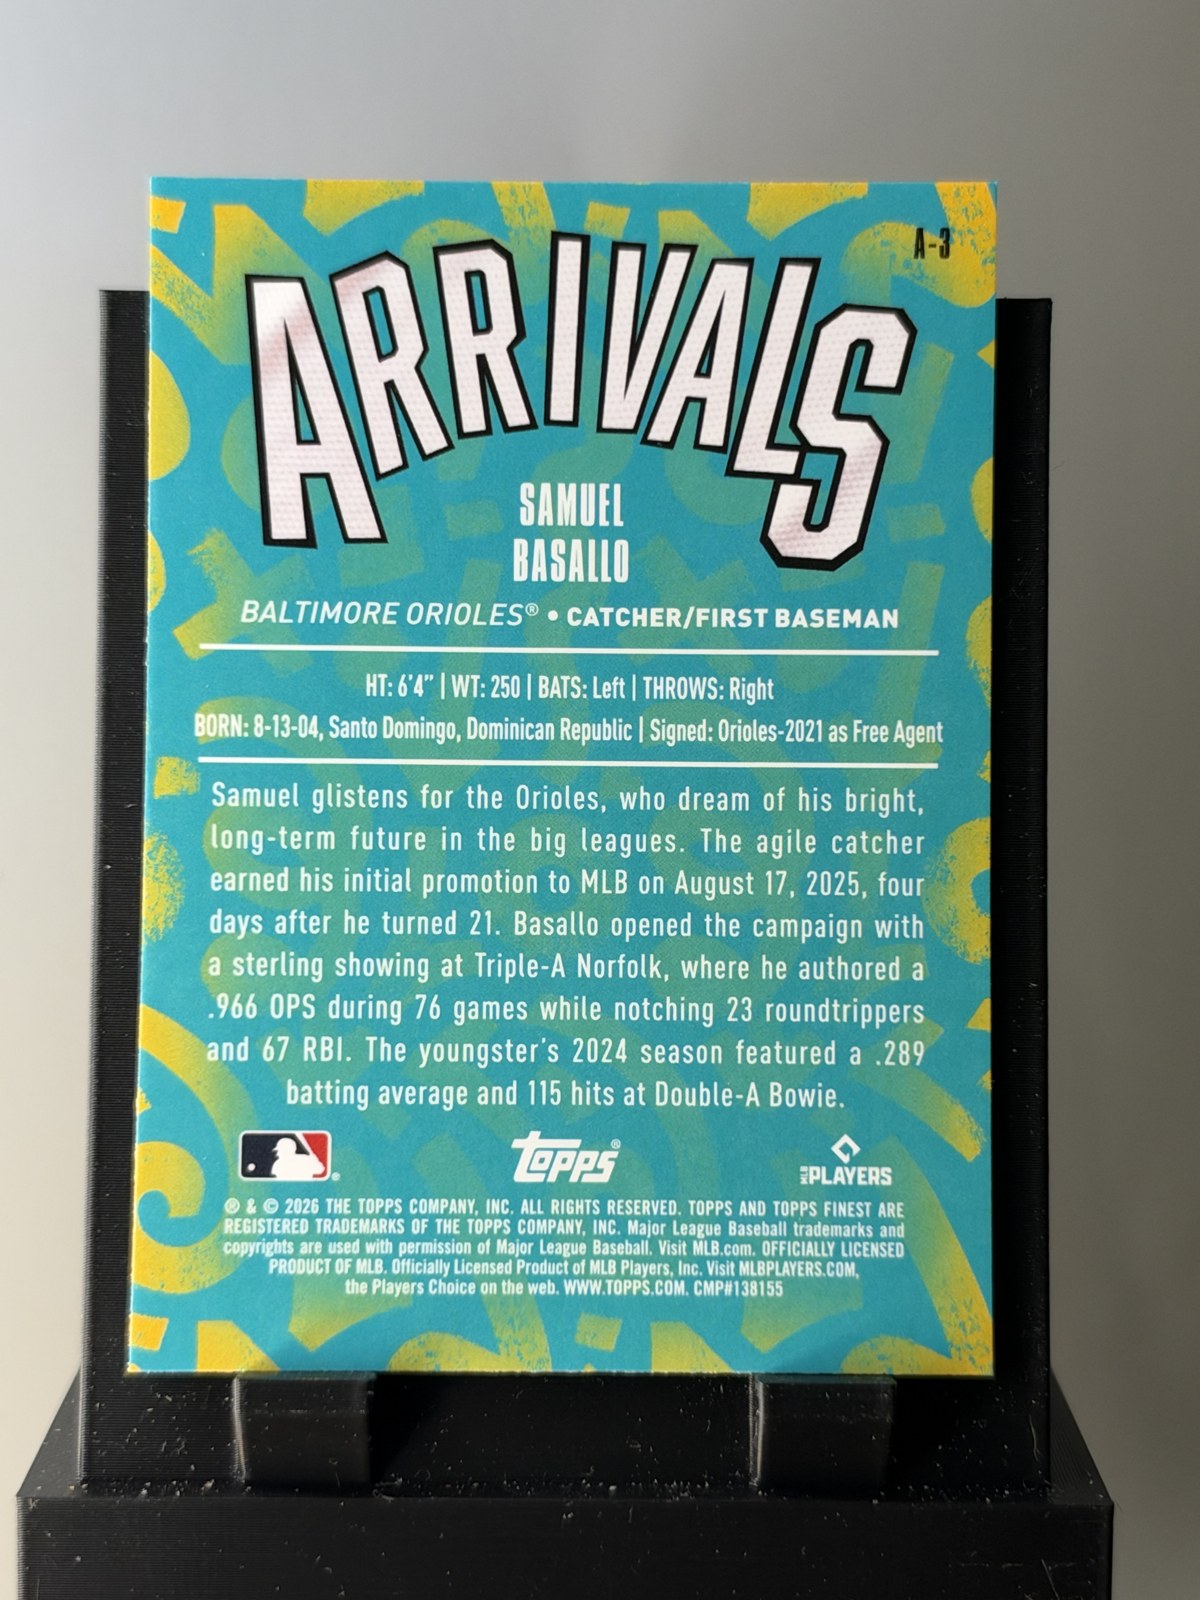 A-3
ARRIVALS
SAMUEL
BASALLO
BALTIMORE ORIOLES® • CATCHER/FIRST BASEMAN
HT: 6'4" | WT: 250 | BATS: Left | THROWS: Right
BORN: 8-13-04, Santo Domingo, Dominican Republic | Signed: Orioles-2021 as Free Agent
Samuel glistens for the Orioles, who dream of his bright,
long-term future in the big leagues. The agile catcher
earned his initial promotion to MLB on August 17, 2025, four
days after he turned 21. Basallo opened the campaign with
a sterling showing at Triple-A Norfolk, where he authored a
.966 OPS during 76 games while notching 23 roundtrippers
and 67 RBI. The youngster's 2024 season featured a .289
batting average and 115 hits at Double-A Bowie.
topps®
MLB PLAYERS
® & © 2026 THE TOPPS COMPANY, INC. ALL RIGHTS RESERVED. TOPPS AND TOPPS FINEST ARE
REGISTERED TRADEMARKS OF THE TOPPS COMPANY, INC. Major League Baseball trademarks and
copyrights are used with permission of Major League Baseball. Visit MLB.com. OFFICIALLY LICENSED
PRODUCT OF MLB. Officially Licensed Product of MLB Players, Inc. Visit MLBPLAYERS.COM,
the Players Choice on the web. WWW.TOPPS.COM. CMP#138155